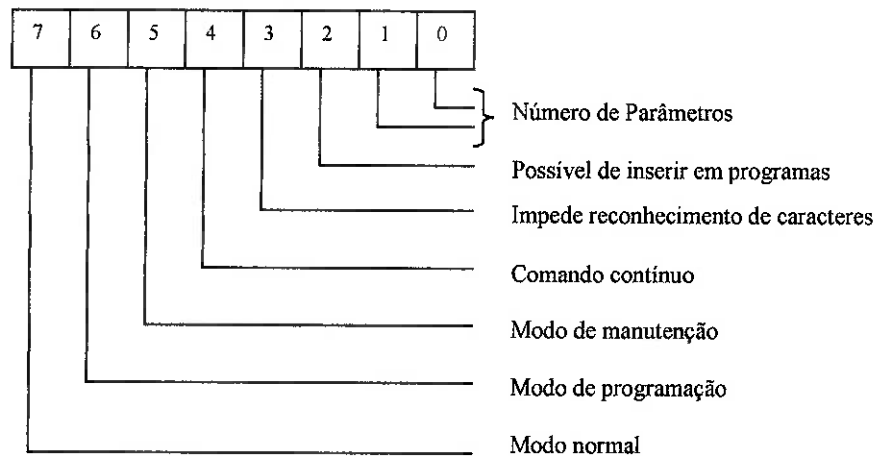 7 6 5 4 3 2 1 0
Número de Parâmetros
Possível de inserir em programas
Impede reconhecimento de caracteres
Comando contínuo
Modo de manutenção
Modo de programação
Modo normal